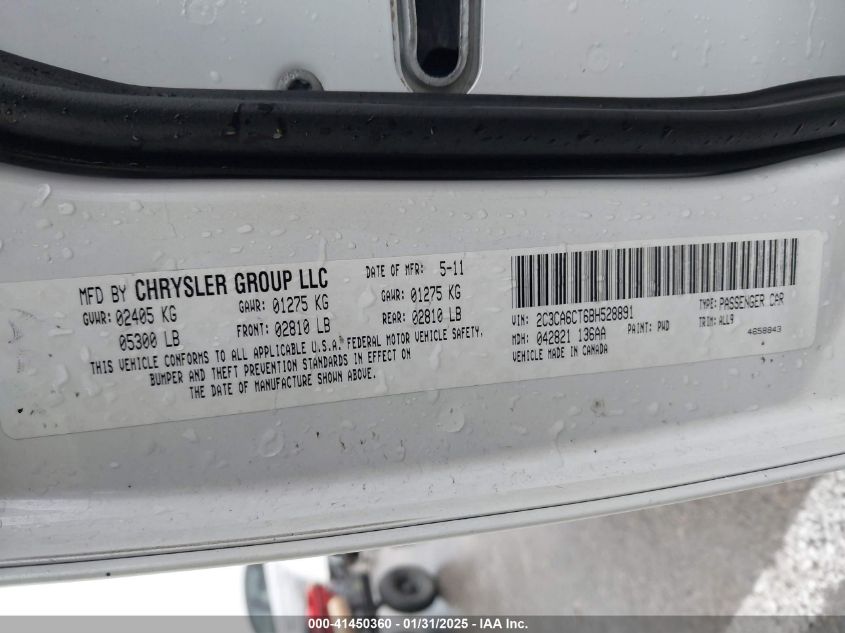 MFD BY CHRYSLER GROUP LLC DATE OF MFR: 5-11
GVWR: 02405 KG GAWR: 01275 KG GAWR: 01275 KG
05300 LB FRONT: 02810 LB REAR: 02810 LB
THIS VEHICLE CONFORMS TO ALL APPLICABLE U.S.A. FEDERAL MOTOR VEHICLE SAFETY,
BUMPER AND THEFT PREVENTION STANDARDS IN EFFECT ON
THE DATE OF MANUFACTURE SHOWN ABOVE.
VIN: 2C3CA6CT6BH528891 TYPE: PASSENGER CAR
MDH: 042821 136AA PAINT: PWD TRIM: ALL9
VEHICLE MADE IN CANADA 4658843
000-41450360 - 01/31/2025 - IAA Inc.